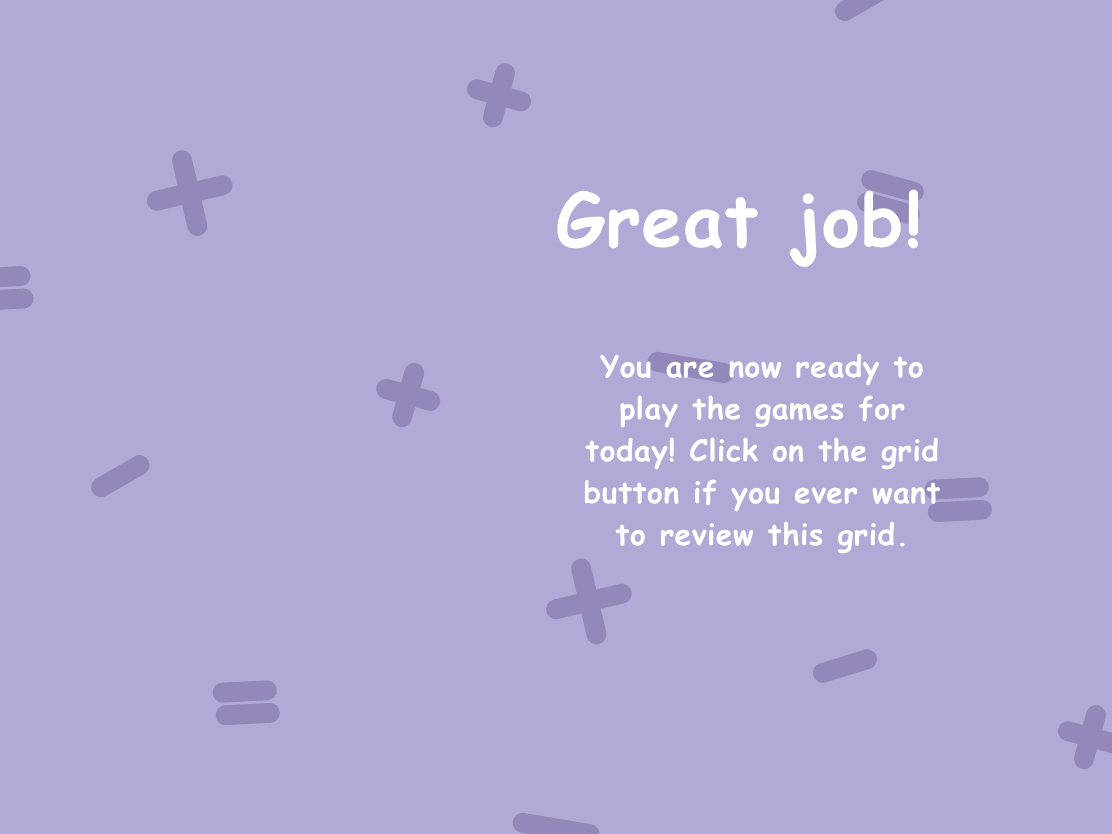 Great job!
You are now ready to
play the games for
today! Click on the grid
button if you ever want
to review this grid.